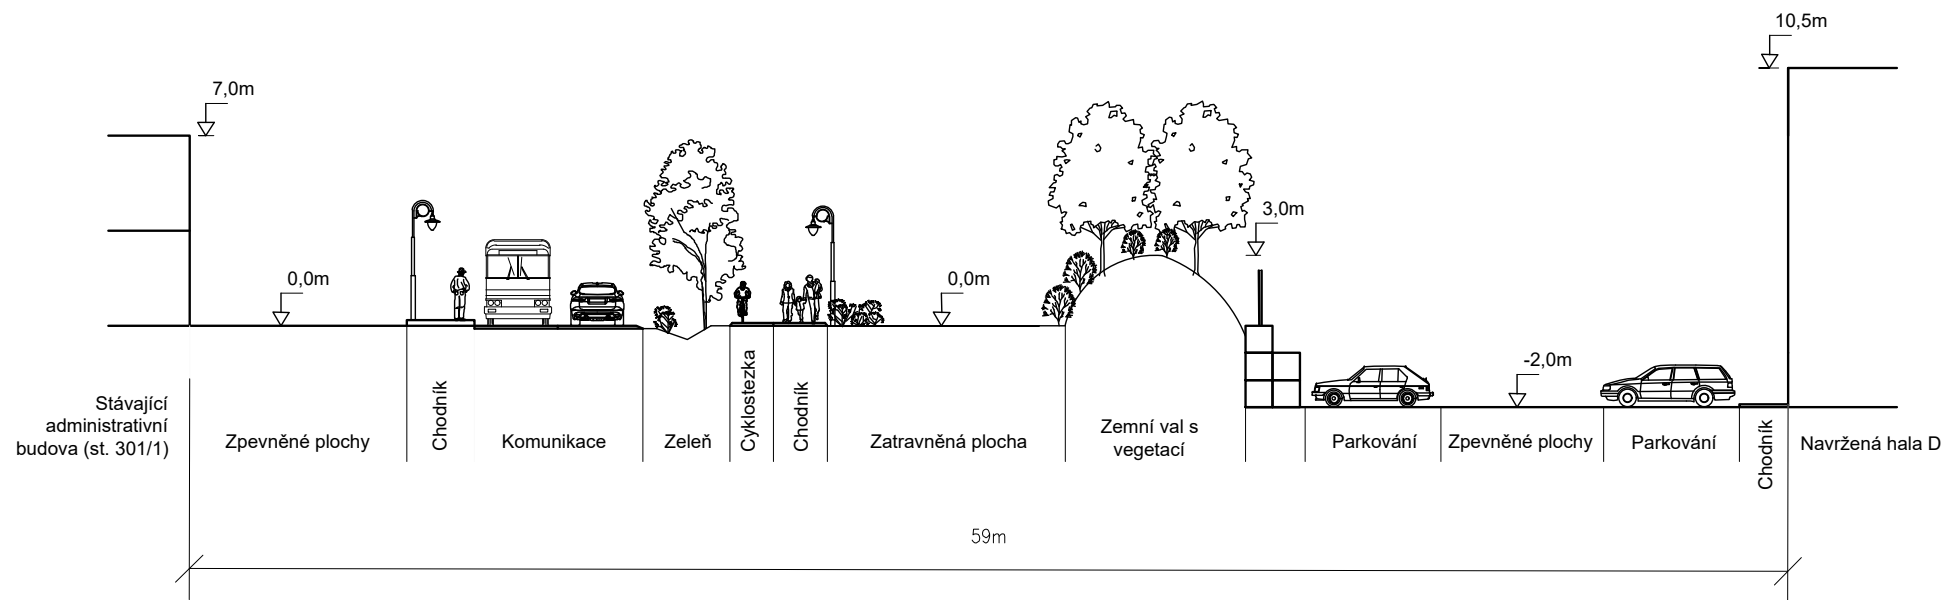 10,5m
7,0m
3,0m
0,0m
0,0m
-2,0m
Stávající
administrativní
budova (st. 301/1)
Zpevněné plochy
Chodník
Komunikace
Zeleň
Cyklostezka
Chodník
Zatravněná plocha
Zemní val s
vegetací
Parkování
Zpevněné plochy
Parkování
Chodník
Navržená hala D
59m